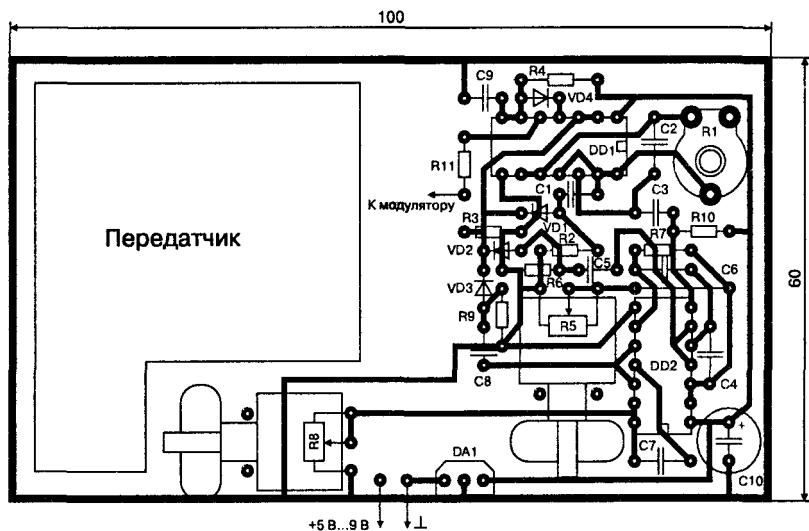 100
C9
R4
VD4
C2
R1
DD1
R11
C1
К модулятору
C3
R3
VD1
R10
Передатчик
VD2
R2
R7
C5
C6
VD3
R6
60
R9
R5
C8
DD2
C4
R8
DA1
C7
+
C10
+5 В...9 В
⊥